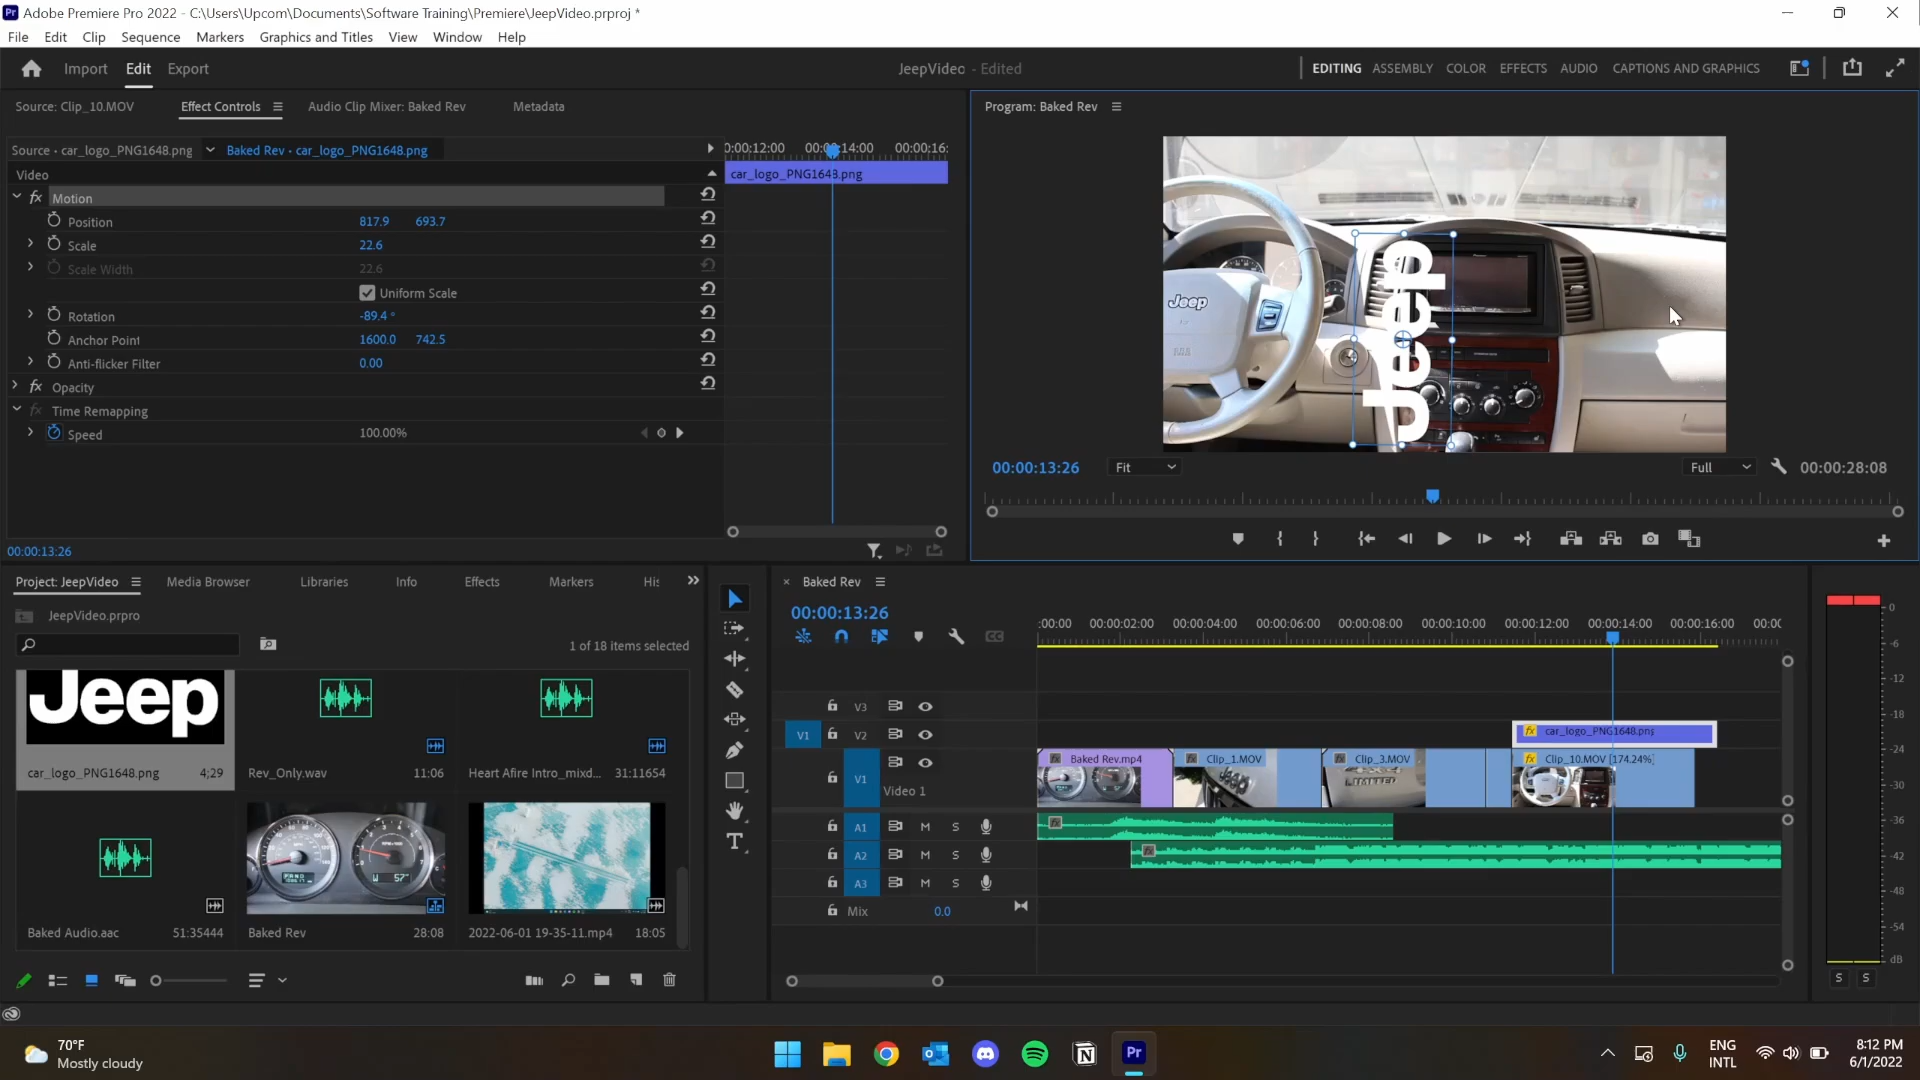 Adobe Premiere Pro 2022 - C:\Users\Upcom\Documents\Software Training\Premiere\JeepVideo.prproj *
File Edit Clip Sequence Markers Graphics and Titles View Window Help
Import Edit Export
JeepVideo - Edited
EDITING ASSEMBLY COLOR EFFECTS AUDIO CAPTIONS AND GRAPHICS
Source: Clip_10.MOV Effect Controls Audio Clip Mixer: Baked Rev Metadata
Source • car_logo_PNG1648.png Baked Rev • car_logo_PNG1648.png
0:00:12:00 00:00:14:00 00:00:16:
Video
car_logo_PNG1648.png
fx Motion
Position 817.9 693.7
Scale 22.6
Scale Width 22.6
Uniform Scale
Rotation -89.4 °
Anchor Point 1600.0 742.5
Anti-flicker Filter 0.00
fx Opacity
fx Time Remapping
Speed 100.00%
00:00:13:26
Program: Baked Rev
Jeep
Jeep
00:00:13:26 Fit Full 00:00:28:08
Project: JeepVideo Media Browser Libraries Info Effects Markers His
JeepVideo.prpro
1 of 18 items selected
Jeep
car_logo_PNG1648.png 4;29
Rev_Only.wav 11:06
Heart Afire Intro_mixd... 31:11654
Baked Audio.aac 51:35444
Baked Rev 28:08
2022-06-01 19-35-11.mp4 18:05
Baked Rev
00:00:13:26
:00:00 00:00:02:00 00:00:04:00 00:00:06:00 00:00:08:00 00:00:10:00 00:00:12:00 00:00:14:00 00:00:16:00 00:00
V3
V1 V2
fx car_logo_PNG1648.png
V1 Video 1
fx Baked Rev.mp4
fx Clip_1.MOV
fx Clip_3.MOV
fx Clip_10.MOV [174.24%]
A1 M S
A2 M S
A3 M S
Mix 0.0
0
-6
-12
-18
-24
-30
-36
-42
-48
-54
dB
S S
70°F
Mostly cloudy
Pr
ENG
INTL
8:12 PM
6/1/2022